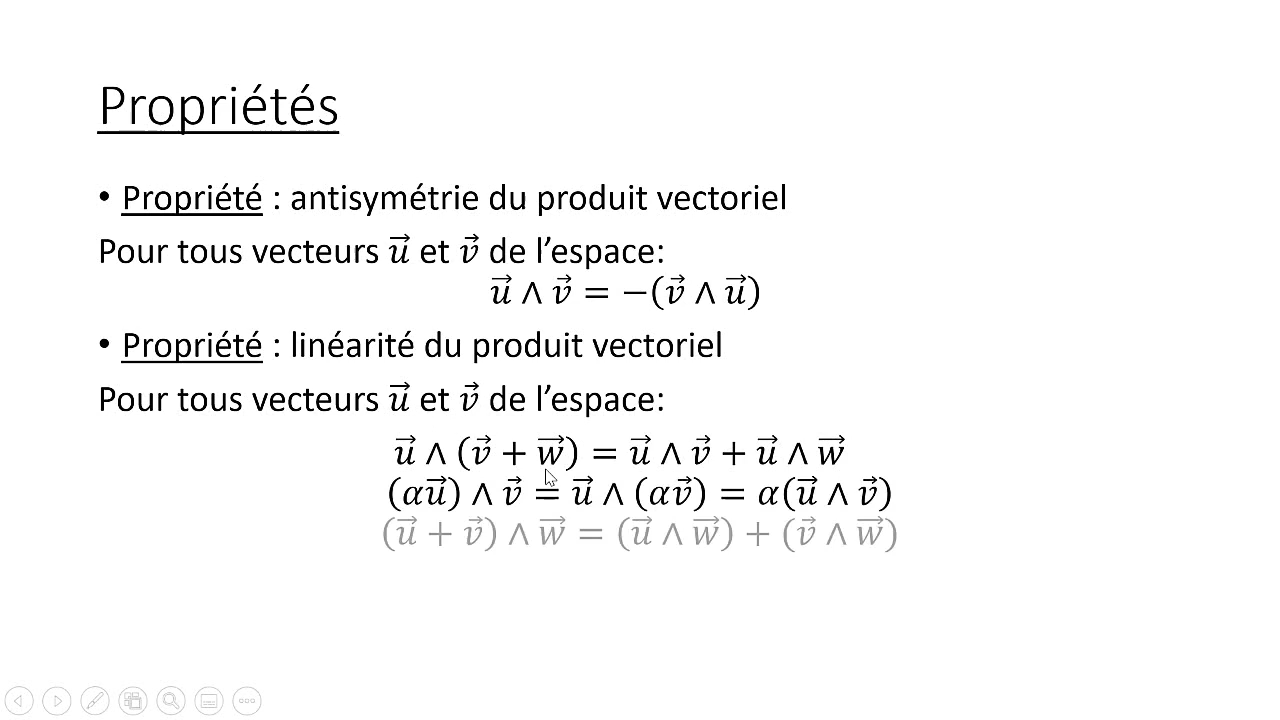 Propriétés
• Propriété : antisymétrie du produit vectoriel
Pour tous vecteurs u⃗ et v⃗ de l’espace:
u⃗ ∧ v⃗ = −(v⃗ ∧ u⃗)
• Propriété : linéarité du produit vectoriel
Pour tous vecteurs u⃗ et v⃗ de l’espace:
u⃗ ∧ (v⃗ + w⃗) = u⃗ ∧ v⃗ + u⃗ ∧ w⃗
(αu⃗) ∧ v⃗ = u⃗ ∧ (αv⃗) = α(u⃗ ∧ v⃗)
(u⃗ + v⃗) ∧ w⃗ = (u⃗ ∧ w⃗) + (v⃗ ∧ w⃗)